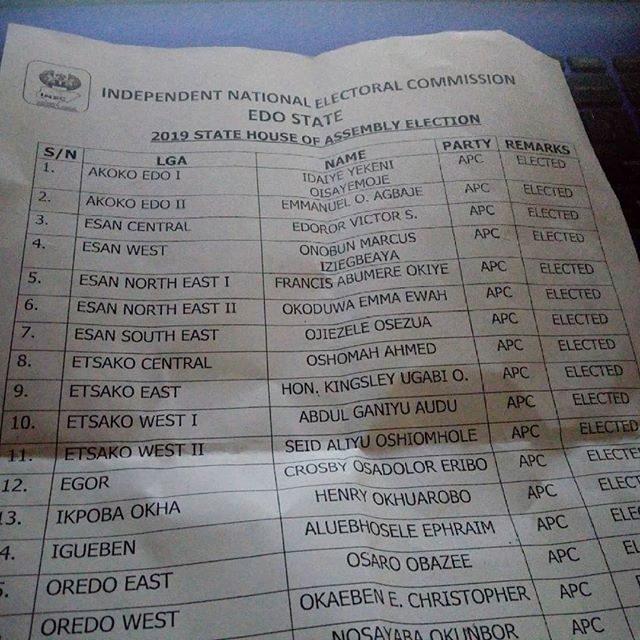 INDEPENDENT NATIONAL ELECTORAL COMMISSION
EDO STATE
2019 STATE HOUSE OF ASSEMBLY ELECTION
S/N LGA NAME PARTY REMARKS
1. AKOKO EDO I IDAIYE YEKENI APC ELECTED
OISAYEMOJE
2. AKOKO EDO II EMMANUEL O. AGBAJE APC ELECTED
3. ESAN CENTRAL EDOROR VICTOR S. APC ELECTED
4. ESAN WEST ONOBUN MARCUS APC ELECTED
IZIEGBEAYA
5. ESAN NORTH EAST I FRANCIS ABUMERE OKIYE APC ELECTED
6. ESAN NORTH EAST II OKODUWA EMMA EWAH APC ELECTED
7. ESAN SOUTH EAST OJIEZELE OSEZUA APC ELECTED
8. ETSAKO CENTRAL OSHOMAH AHMED APC ELECTED
9. ETSAKO EAST HON. KINGSLEY UGABI O. APC ELECTED
10. ETSAKO WEST I ABDUL GANIYU AUDU APC ELECTED
11. ETSAKO WEST II SEID ALIYU OSHIOMHOLE APC ELECTED
12. EGOR CROSBY OSADOLOR ERIBO APC ELECT
13. IKPOBA OKHA HENRY OKHUAROBO APC ELEC
4. IGUEBEN ALUEBHOSELE EPHRAIM APC ELE
5. OREDO EAST OSARO OBAZEE APC EL
OREDO WEST OKAEBEN E. CHRISTOPHER APC
NOSAYABA OKUNBOR APC